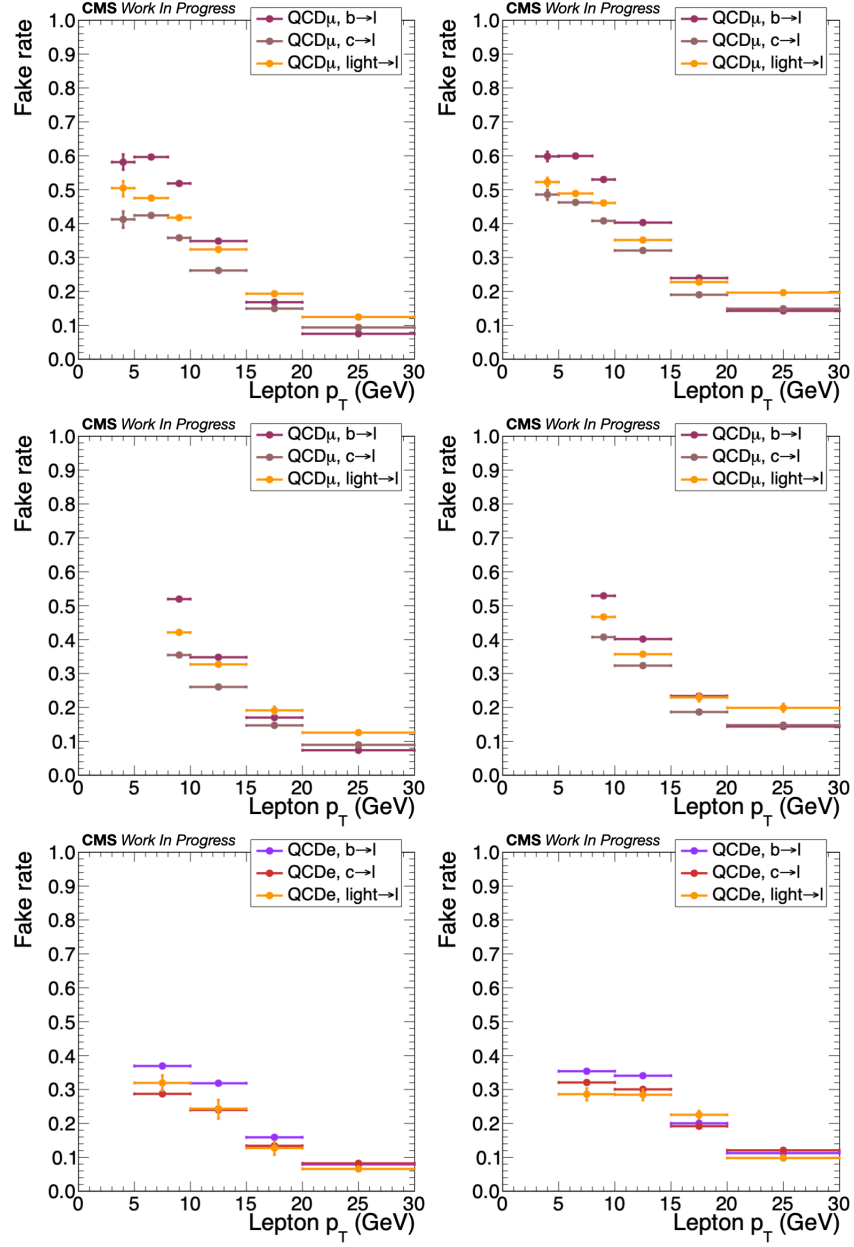 CMS Work In Progress
QCDμ, b→l
QCDμ, c→l
QCDμ, light→l
Fake rate
1.0
0.9
0.8
0.7
0.6
0.5
0.4
0.3
0.2
0.1
0.0
0 5 10 15 20 25 30
Lepton p_T (GeV)
CMS Work In Progress
QCDμ, b→l
QCDμ, c→l
QCDμ, light→l
Fake rate
1.0
0.9
0.8
0.7
0.6
0.5
0.4
0.3
0.2
0.1
0.0
0 5 10 15 20 25 30
Lepton p_T (GeV)
CMS Work In Progress
QCDμ, b→l
QCDμ, c→l
QCDμ, light→l
Fake rate
1.0
0.9
0.8
0.7
0.6
0.5
0.4
0.3
0.2
0.1
0.0
0 5 10 15 20 25 30
Lepton p_T (GeV)
CMS Work In Progress
QCDμ, b→l
QCDμ, c→l
QCDμ, light→l
Fake rate
1.0
0.9
0.8
0.7
0.6
0.5
0.4
0.3
0.2
0.1
0.0
0 5 10 15 20 25 30
Lepton p_T (GeV)
CMS Work In Progress
QCDe, b→l
QCDe, c→l
QCDe, light→l
Fake rate
1.0
0.9
0.8
0.7
0.6
0.5
0.4
0.3
0.2
0.1
0.0
0 5 10 15 20 25 30
Lepton p_T (GeV)
CMS Work In Progress
QCDe, b→l
QCDe, c→l
QCDe, light→l
Fake rate
1.0
0.9
0.8
0.7
0.6
0.5
0.4
0.3
0.2
0.1
0.0
0 5 10 15 20 25 30
Lepton p_T (GeV)